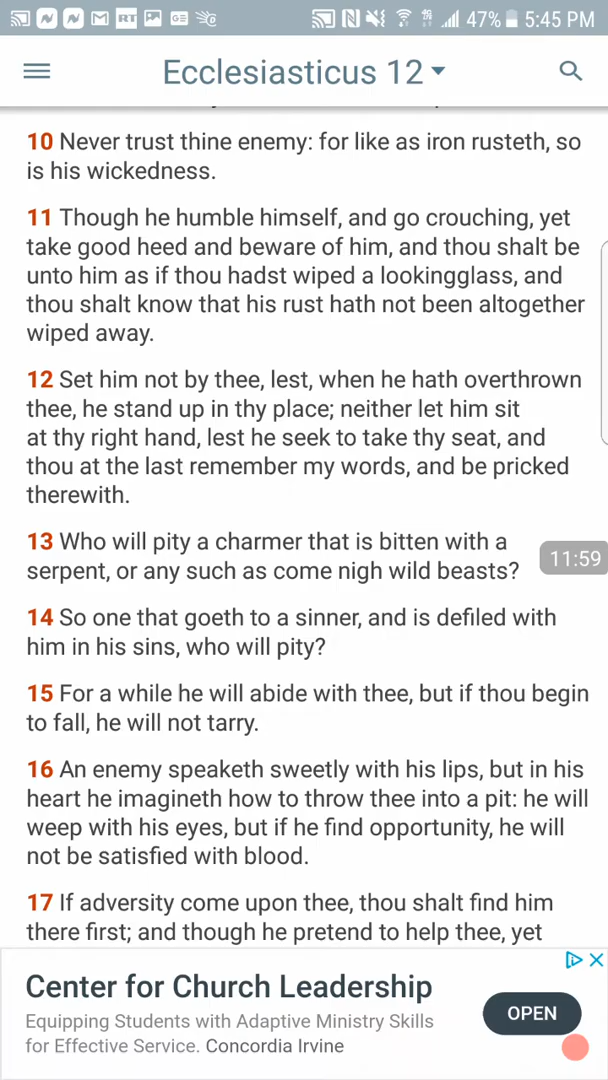 47% 5:45 PM
Ecclesiasticus 12
10 Never trust thine enemy: for like as iron rusteth, so
is his wickedness.
11 Though he humble himself, and go crouching, yet
take good heed and beware of him, and thou shalt be
unto him as if thou hadst wiped a lookingglass, and
thou shalt know that his rust hath not been altogether
wiped away.
12 Set him not by thee, lest, when he hath overthrown
thee, he stand up in thy place; neither let him sit
at thy right hand, lest he seek to take thy seat, and
thou at the last remember my words, and be pricked
therewith.
13 Who will pity a charmer that is bitten with a
serpent, or any such as come nigh wild beasts?
11:59
14 So one that goeth to a sinner, and is defiled with
him in his sins, who will pity?
15 For a while he will abide with thee, but if thou begin
to fall, he will not tarry.
16 An enemy speaketh sweetly with his lips, but in his
heart he imagineth how to throw thee into a pit: he will
weep with his eyes, but if he find opportunity, he will
not be satisfied with blood.
17 If adversity come upon thee, thou shalt find him
there first; and though he pretend to help thee, yet
Center for Church Leadership
Equipping Students with Adaptive Ministry Skills
for Effective Service. Concordia Irvine
OPEN